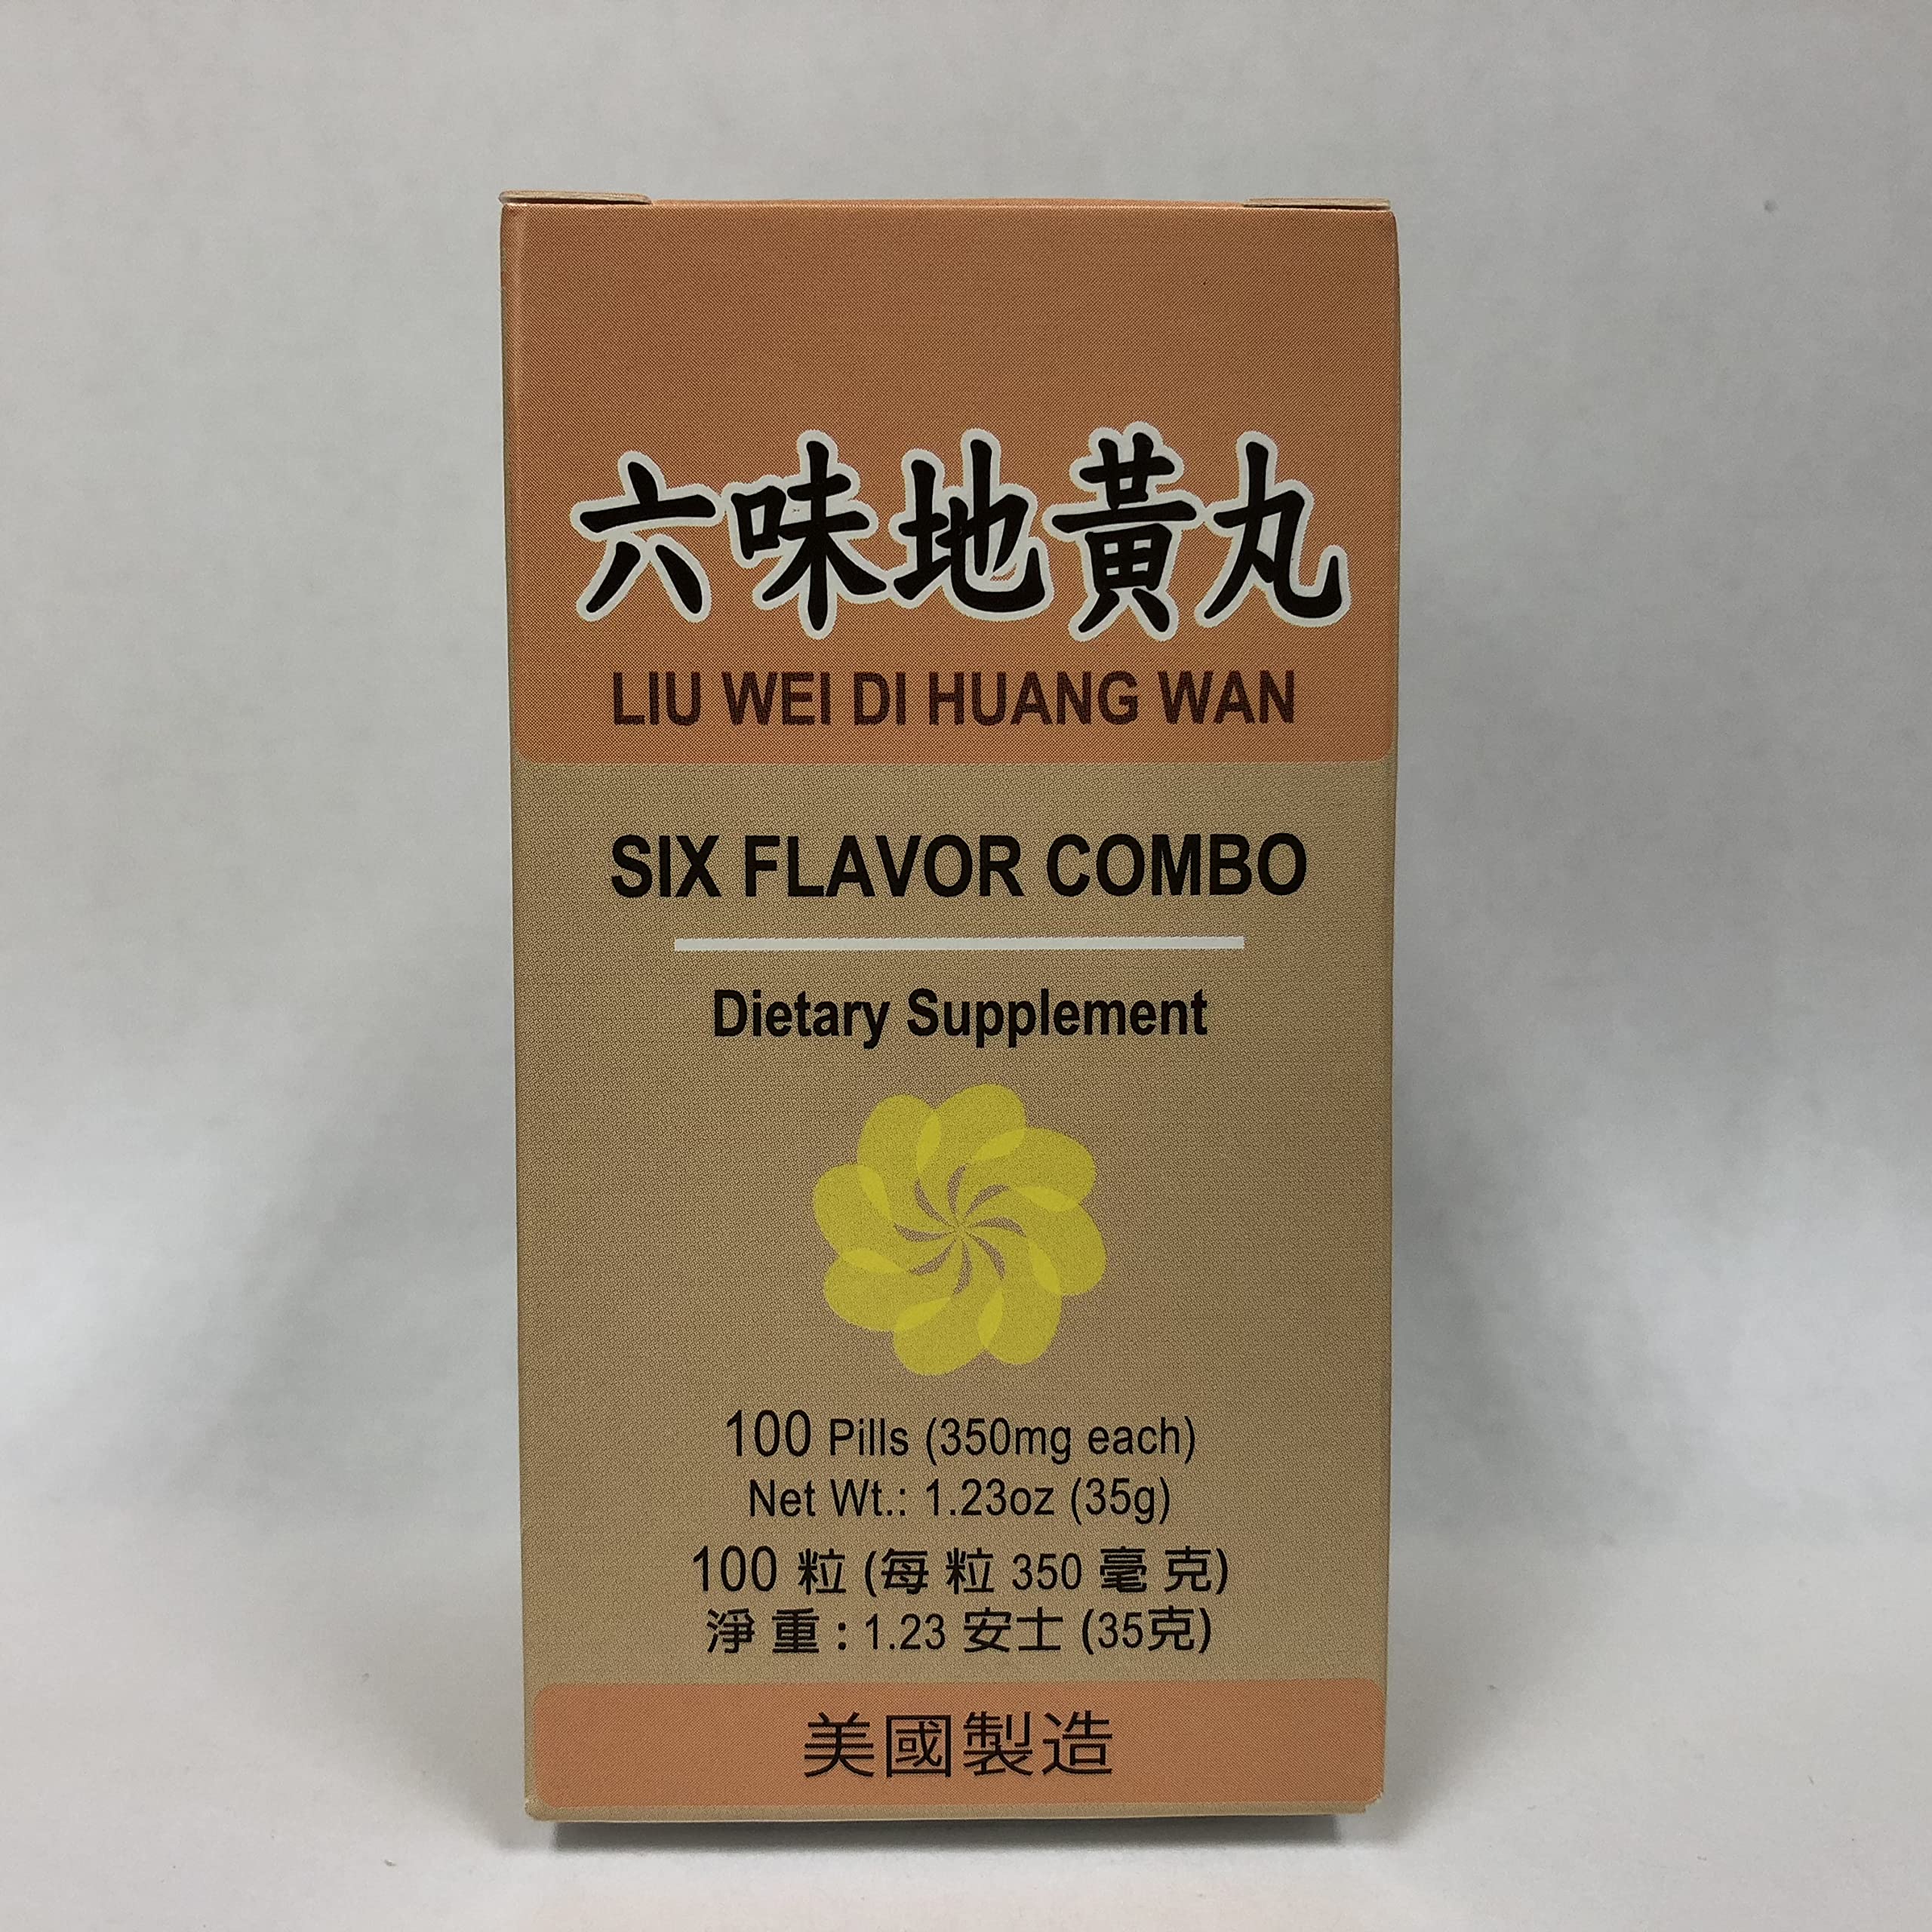 六味地黃丸
LIU WEI DI HUANG WAN
SIX FLAVOR COMBO
Dietary Supplement
100 Pills (350mg each)
Net Wt.: 1.23oz (35g)
100 粒 (每 粒 350 毫 克)
淨 重 : 1.23 安士 (35克)
美國製造